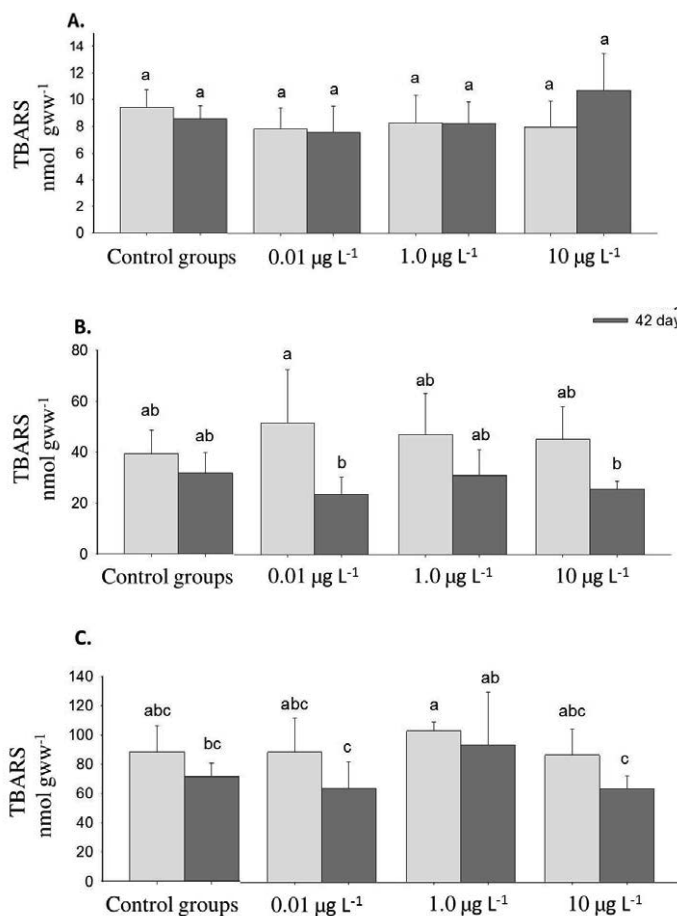 A.
a a a a a a a a
14
12
10
8
6
4
2
0
TBARS
nmol gww⁻¹
Control groups 0.01 µg L⁻¹ 1.0 µg L⁻¹ 10 µg L⁻¹
42 day
B.
80
60
40
20
0
TBARS
nmol gww⁻¹
ab ab a b ab ab ab b
Control groups 0.01 µg L⁻¹ 1.0 µg L⁻¹ 10 µg L⁻¹
C.
140
120
100
80
60
40
20
0
TBARS
nmol gww⁻¹
abc bc abc c a ab abc c
Control groups 0.01 µg L⁻¹ 1.0 µg L⁻¹ 10 µg L⁻¹